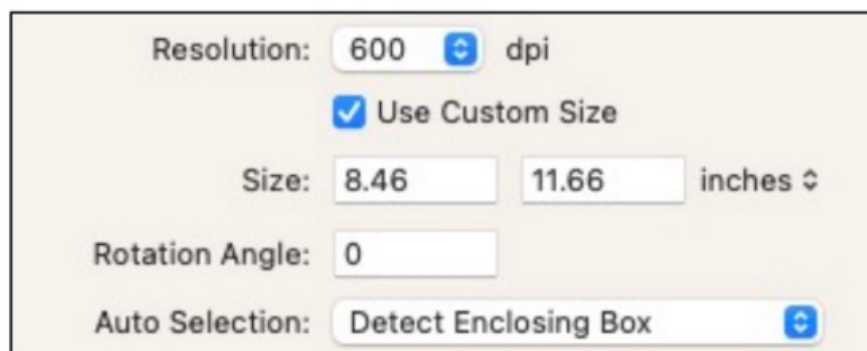 Resolution: 600 dpi
Use Custom Size
Size: 8.46 11.66 inches
Rotation Angle: 0
Auto Selection: Detect Enclosing Box